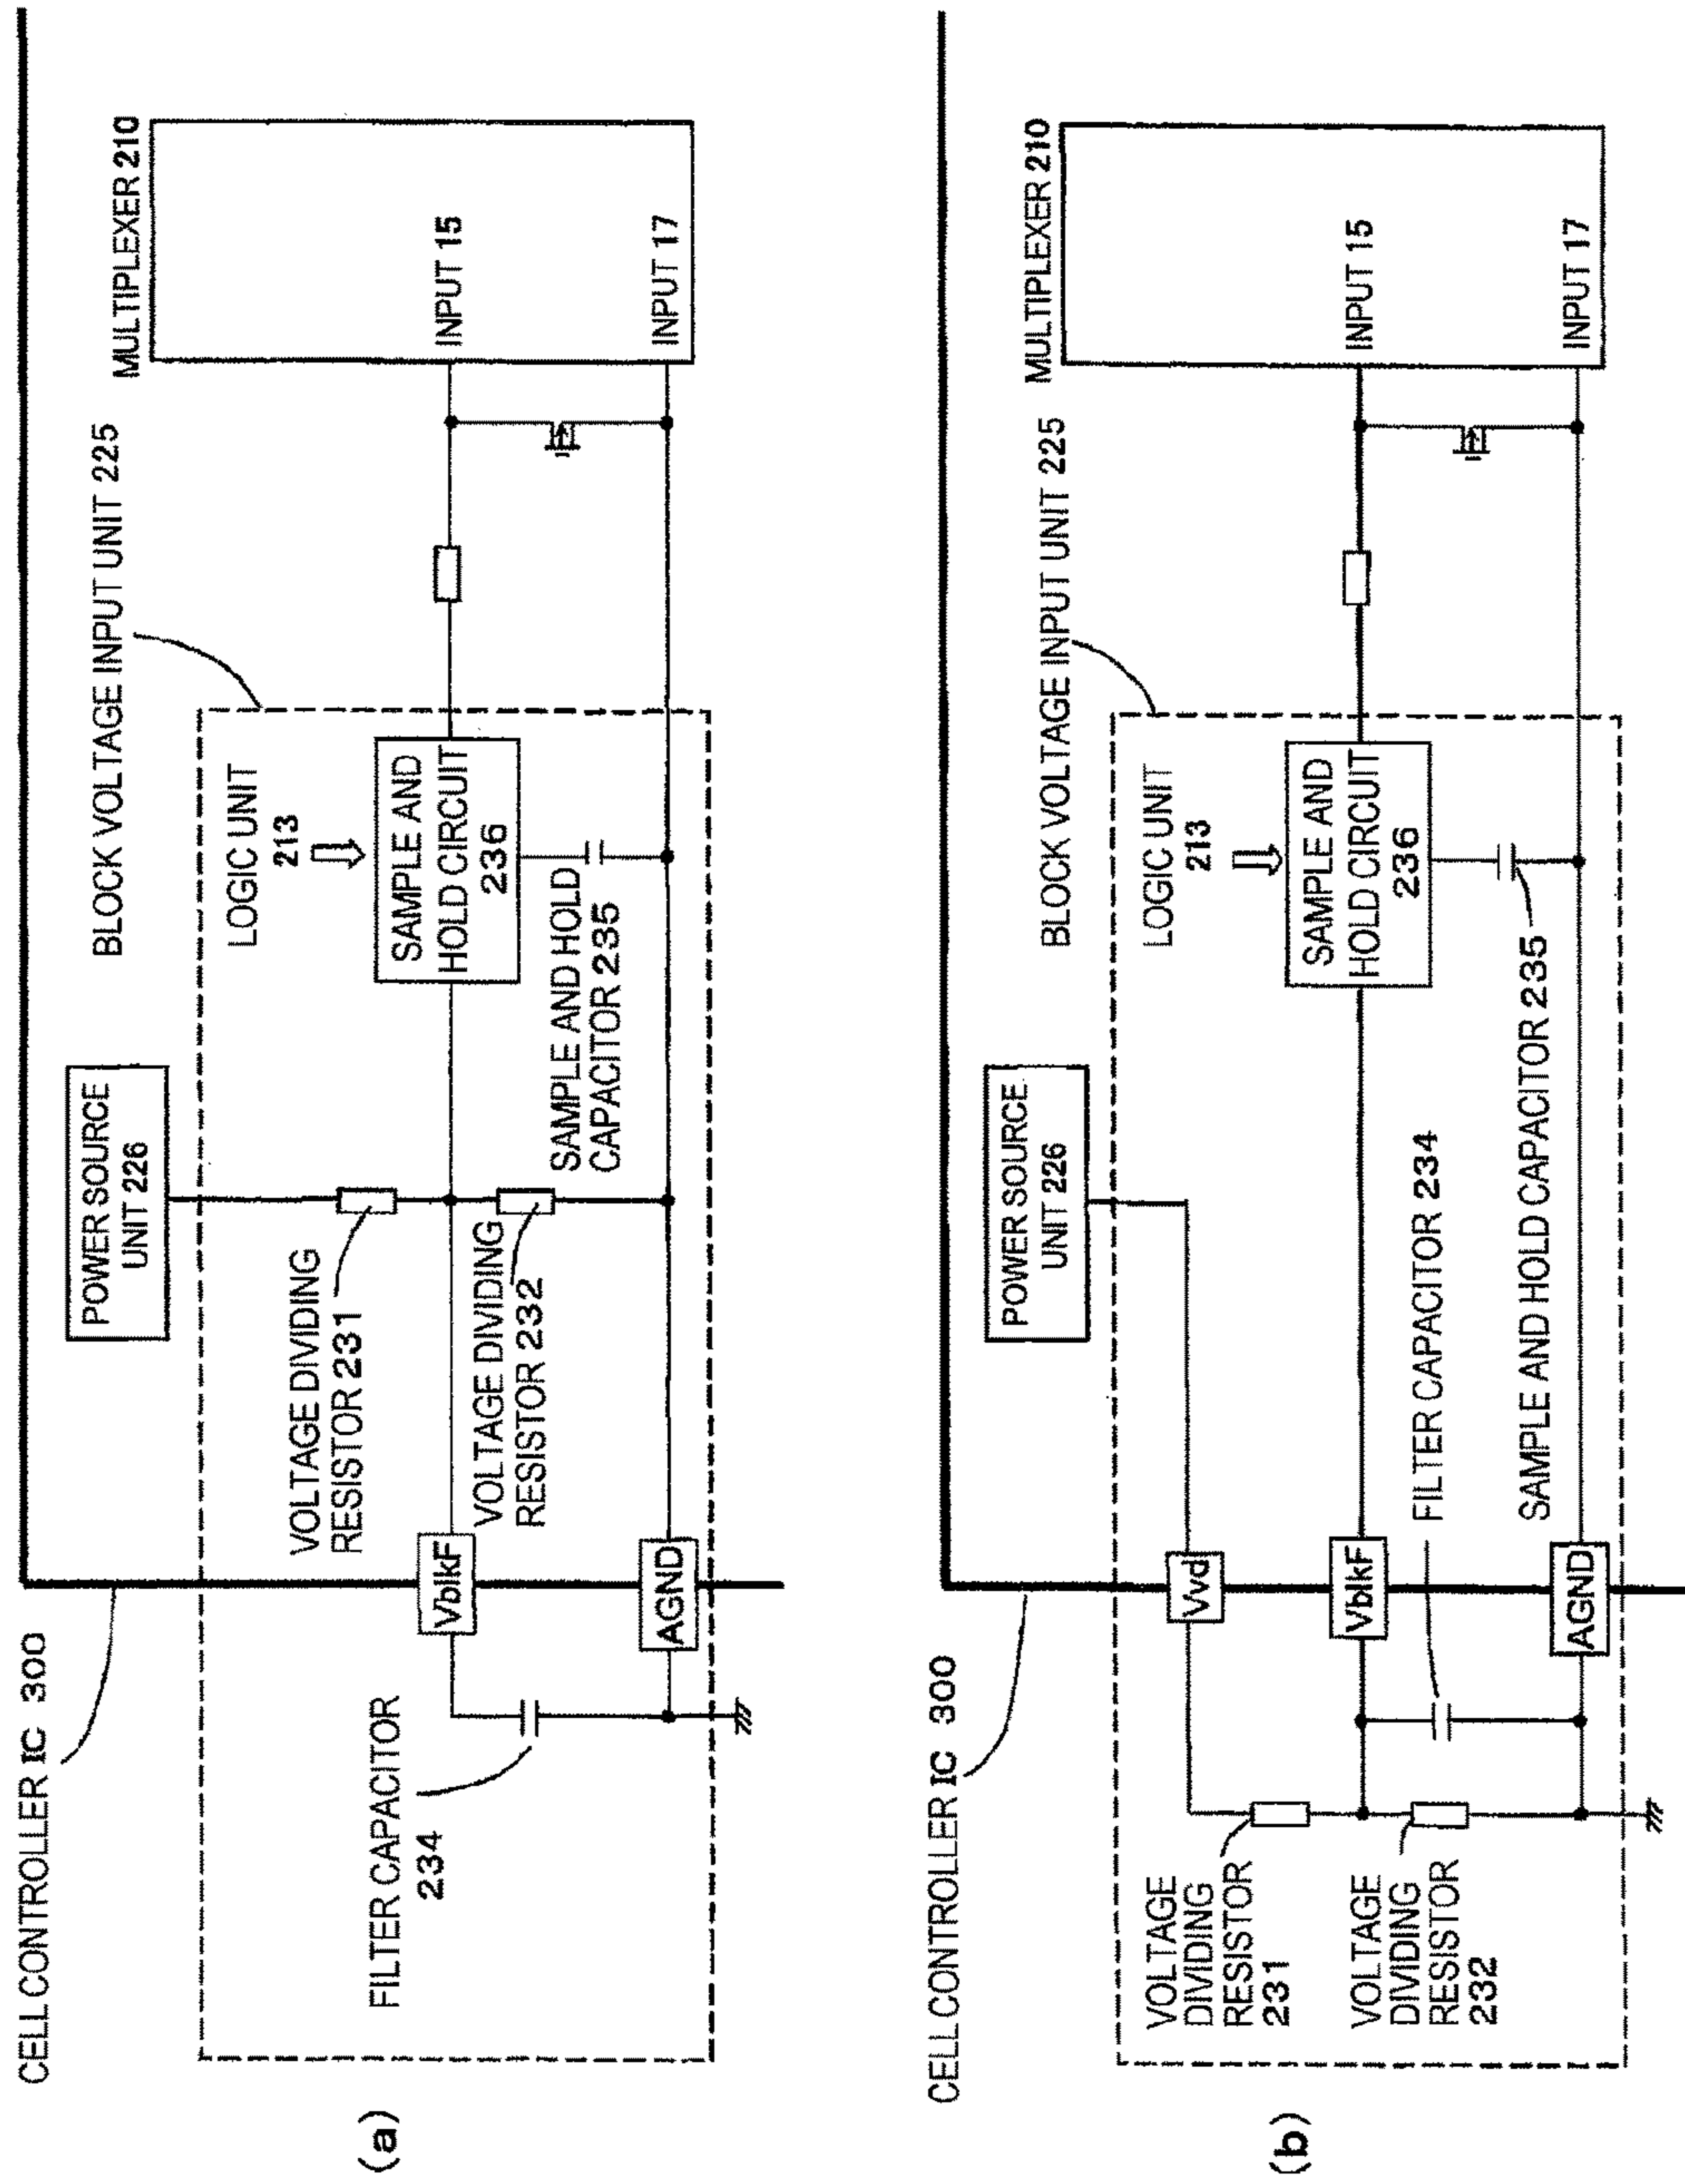 (a)
CELL CONTROLLER IC 300
POWER SOURCE
UNIT 226
BLOCK VOLTAGE INPUT UNIT 225
MULTIPLEXER 210
LOGIC UNIT
213
VOLTAGE DIVIDING
RESISTOR 231
FILTER CAPACITOR
234
VblkF
SAMPLE AND
HOLD CIRCUIT
236
INPUT 15
VOLTAGE DIVIDING
RESISTOR 232
SAMPLE AND HOLD
CAPACITOR 235
AGND
INPUT 17
(b)
CELL CONTROLLER IC 300
POWER SOURCE
UNIT 226
BLOCK VOLTAGE INPUT UNIT 225
MULTIPLEXER 210
LOGIC UNIT
213
Vvd
VOLTAGE
DIVIDING
RESISTOR
231
VblkF
SAMPLE AND
HOLD CIRCUIT
236
INPUT 15
VOLTAGE
DIVIDING
RESISTOR
232
FILTER CAPACITOR 234
SAMPLE AND HOLD CAPACITOR 235
AGND
INPUT 17